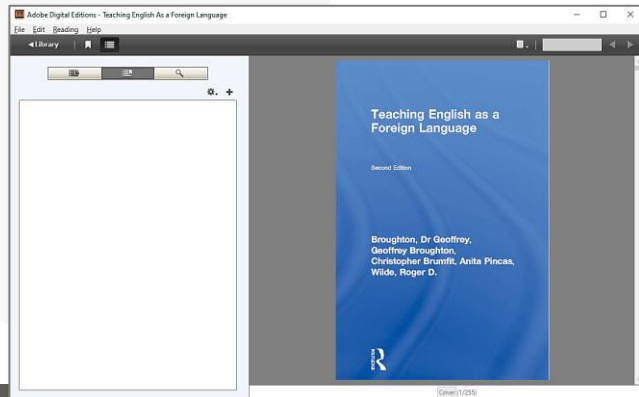 Adobe Digital Editions - Teaching English As a Foreign Language
File Edit Reading Help
Library
Teaching English as a
Foreign Language
Second Edition
Broughton, Dr Geoffrey,
Geoffrey Broughton,
Christopher Brumfit, Anita Pincas,
Wilde, Roger D.
Cover (1/255)